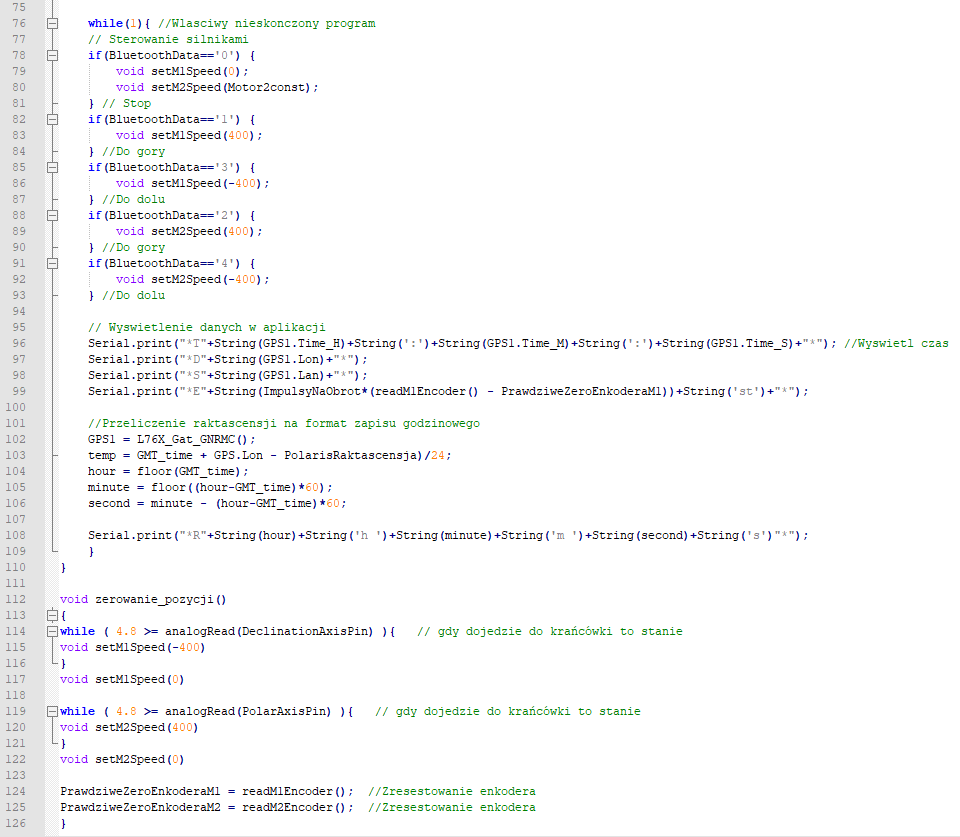 75
76 while(1){ //Wlasciwy nieskonczony program
77 // Sterowanie silnikami
78 if(BluetoothData=='0') {
79 void setM1Speed(0);
80 void setM2Speed(Motor2const);
81 } // Stop
82 if(BluetoothData=='1') {
83 void setM1Speed(400);
84 } //Do gory
85 if(BluetoothData=='3') {
86 void setM1Speed(-400);
87 } //Do dolu
88 if(BluetoothData=='2') {
89 void setM2Speed(400);
90 } //Do gory
91 if(BluetoothData=='4') {
92 void setM2Speed(-400);
93 } //Do dolu
94
95 // Wyswietlenie danych w aplikacji
96 Serial.print("*T"+String(GPS1.Time_H)+String(':')+String(GPS1.Time_M)+String(':')+String(GPS1.Time_S)+"*"); //Wyswietl czas
97 Serial.print("*D"+String(GPS1.Lon)+"*");
98 Serial.print("*S"+String(GPS1.Lan)+"*");
99 Serial.print("*E"+String(ImpulsyNaObrot*(readM1Encoder() - PrawdziweZeroEnkoderaM1))+String('st')+"*");
100
101 //Przeliczenie raktascensji na format zapisu godzinowego
102 GPS1 = L76X_Gat_GNRMC();
103 temp = GMT_time + GPS.Lon - PolarisRaktascensja)/24;
104 hour = floor(GMT_time);
105 minute = floor((hour-GMT_time)*60);
106 second = minute - (hour-GMT_time)*60;
107
108 Serial.print("*R"+String(hour)+String('h ')+String(minute)+String('m ')+String(second)+String('s')"*");
109 }
110 }
111
112 void zerowanie_pozycji()
113 {
114 while ( 4.8 >= analogRead(DeclinationAxisPin) ){ // gdy dojedzie do krańcówki to stanie
115 void setM1Speed(-400)
116 }
117 void setM1Speed(0)
118
119 while ( 4.8 >= analogRead(PolarAxisPin) ){ // gdy dojedzie do krańcówki to stanie
120 void setM2Speed(400)
121 }
122 void setM2Speed(0)
123
124 PrawdziweZeroEnkoderaM1 = readM1Encoder(); //Zresestowanie enkodera
125 PrawdziweZeroEnkoderaM2 = readM2Encoder(); //Zresestowanie enkodera
126 }